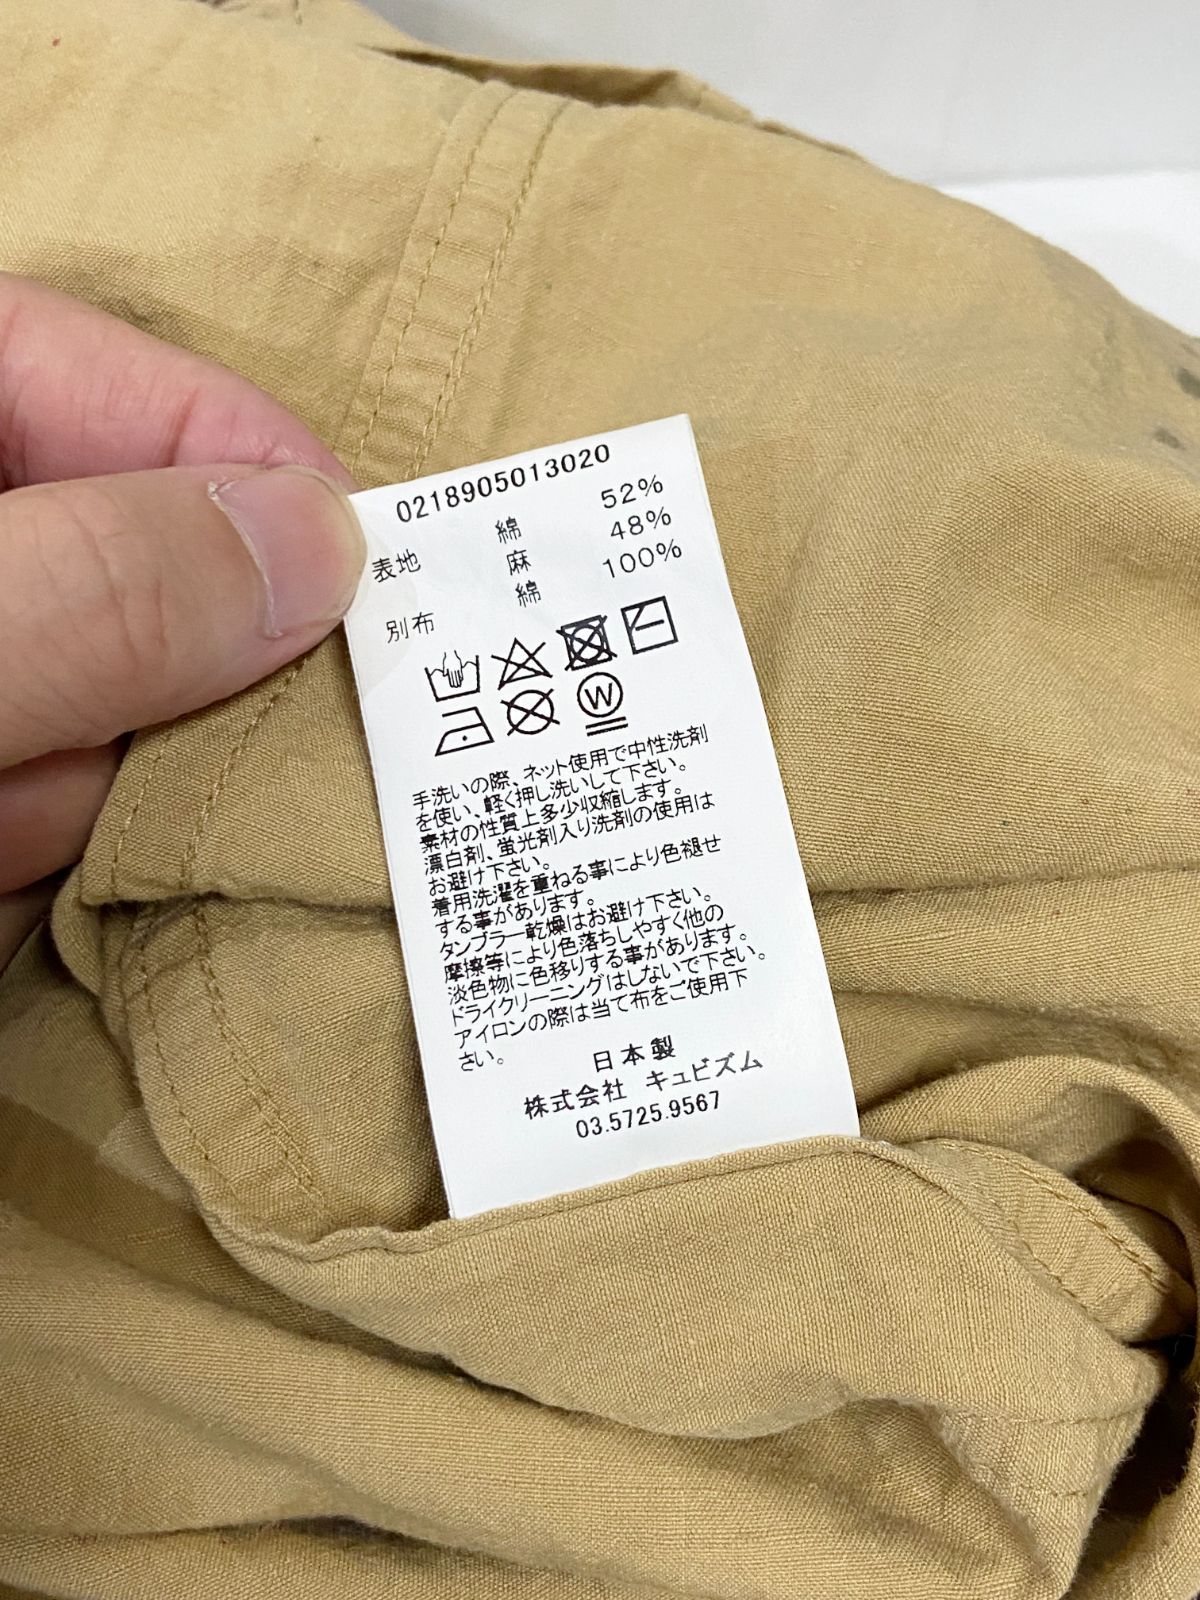 0218905013020
表地 綿 52%
麻 48%
別布 綿 100%
W
手洗いの際、ネット使用で中性洗剤
を使い、軽く押し洗いして下さい。
素材の性質上多少収縮します。
漂白剤、蛍光剤入り洗剤の使用は
お避け下さい。
着用洗濯を重ねる事により色褪せ
する事があります。
タンブラー乾燥はお避け下さい。
摩擦等により色落ちしやすく他の
淡色物に色移りする事があります。
ドライクリーニングはしないで下さい。
アイロンの際は当て布をご使用下
さい。
日本製
株式会社 キュビズム
03.5725.9567